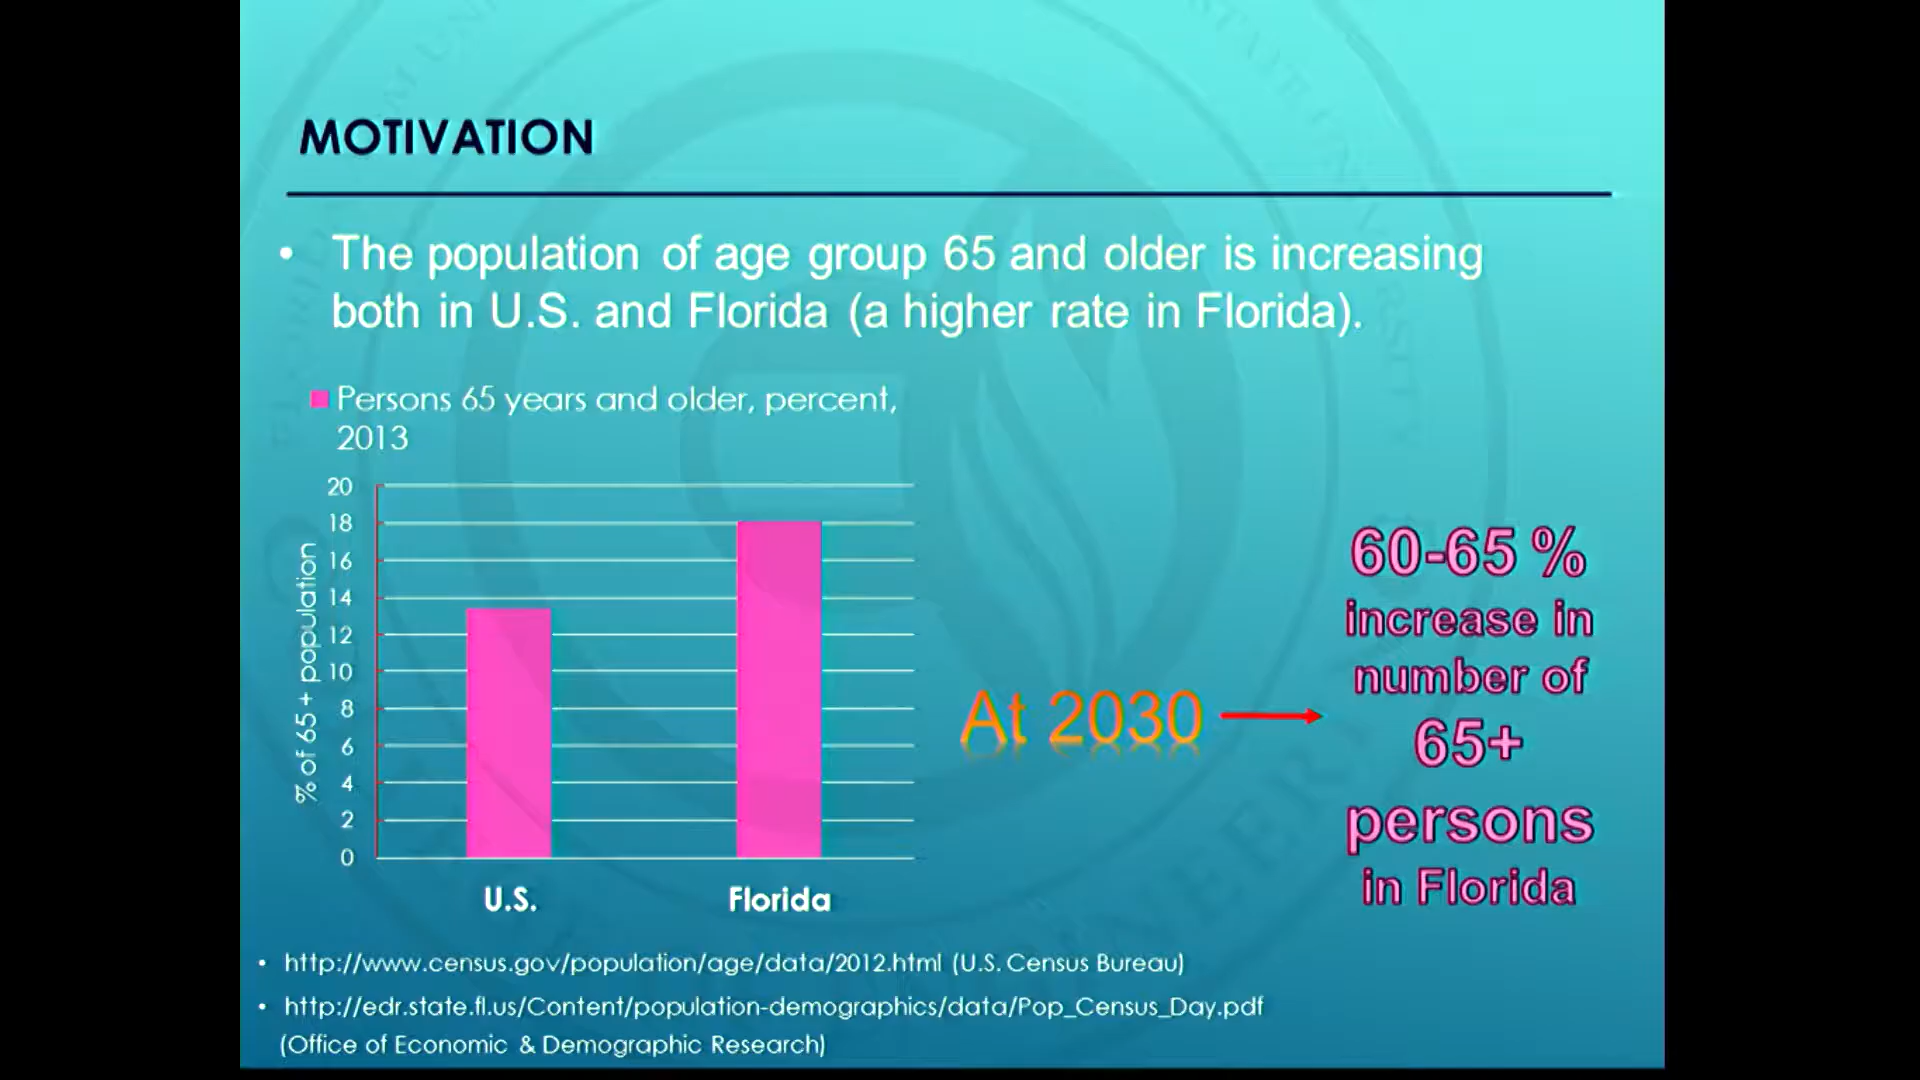 MOTIVATION
• The population of age group 65 and older is increasing
both in U.S. and Florida (a higher rate in Florida).
Persons 65 years and older, percent,
2013
% of 65+ population
20
18
16
14
12
10
8
6
4
2
0
U.S.
Florida
At 2030
60-65 %
increase in
number of
65+
persons
in Florida
• http://www.census.gov/population/age/data/2012.html (U.S. Census Bureau)
• http://edr.state.fl.us/Content/population-demographics/data/Pop_Census_Day.pdf
(Office of Economic & Demographic Research)